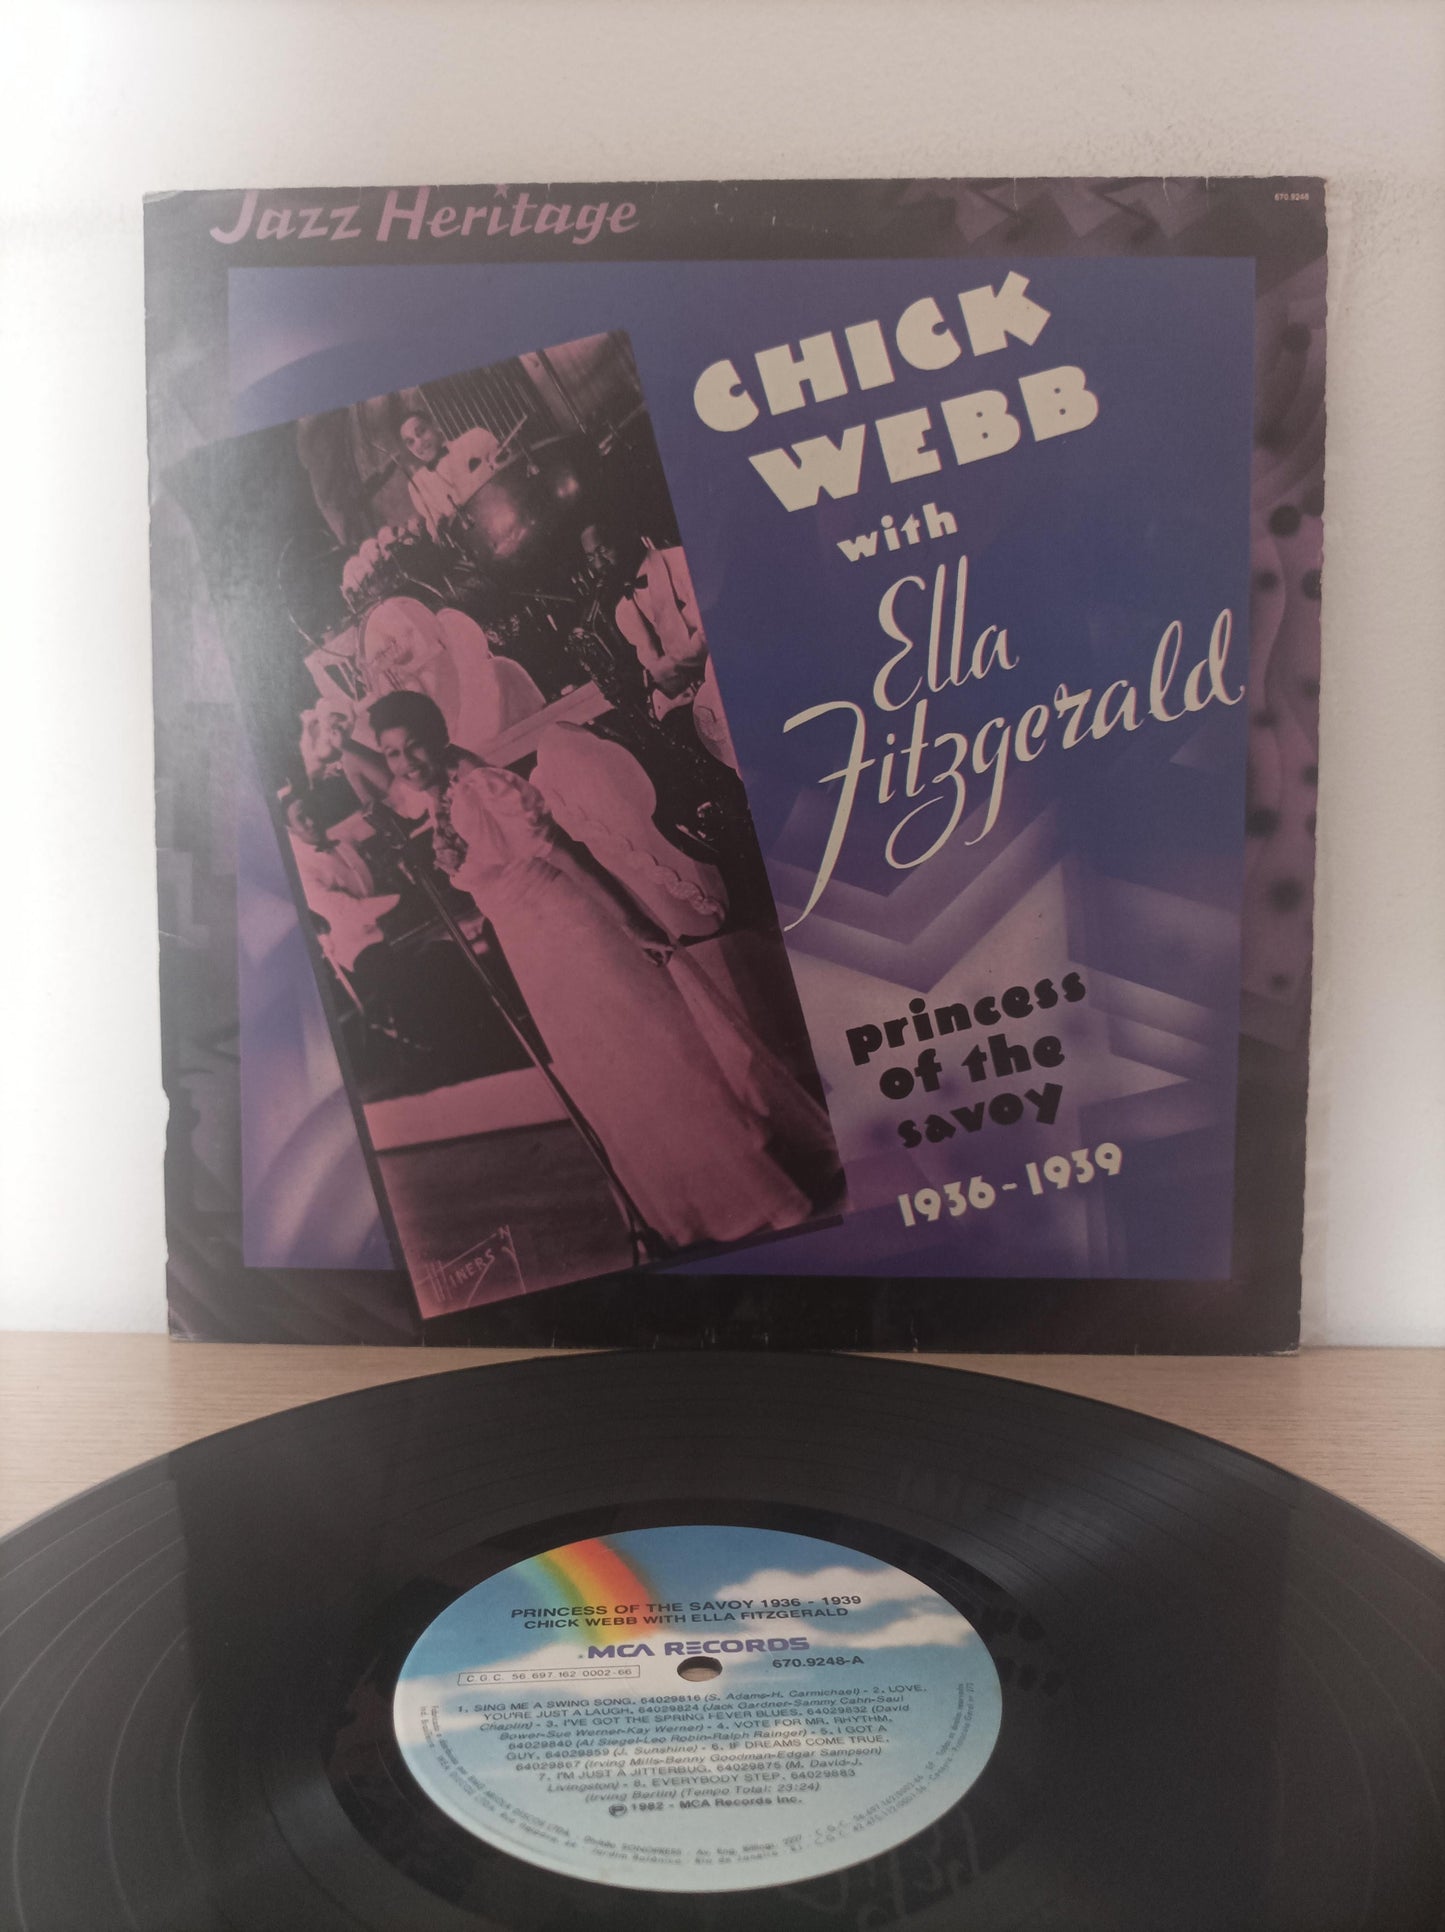 Jazz Heritage
670.9248
CHICK
WEBB
with
Ella
Fitzgerald
princess
of the
savoy
1936-1939
HINERSON
PRINCESS OF THE SAVOY 1936 - 1939
CHICK WEBB WITH ELLA FITZGERALD
MCA RECORDS
C.G.C. 56.697.162 0002-66
670.9248-A
1. SING ME A SWING SONG, 64029816 (S. Adams-H. Carmichael) - 2. LOVE,
YOU'RE JUST A LAUGH, 64029824 (Jack Gardner-Sammy Cahn-Saul
Chaplin) - 3. I'VE GOT THE SPRING FEVER BLUES, 64029832 (David
Bower-Sue Werner-Kay Werner) - 4. VOTE FOR MR. RHYTHM,
64029840 (Al Siegel-Leo Robin-Ralph Rainger) - 5. I GOT A
GUY, 64029859 (J. Sunshine) - 6. IF DREAMS COME TRUE,
64029867 (Irving Mills-Benny Goodman-Edgar Sampson)
7. I'M JUST A JITTERBUG, 64029875 (M. David-J.
Livingston) - 8. EVERYBODY STEP, 64029883
(Irving Berlin) (Tempo Total: 23:24)
℗ 1982 - MCA Records Inc.